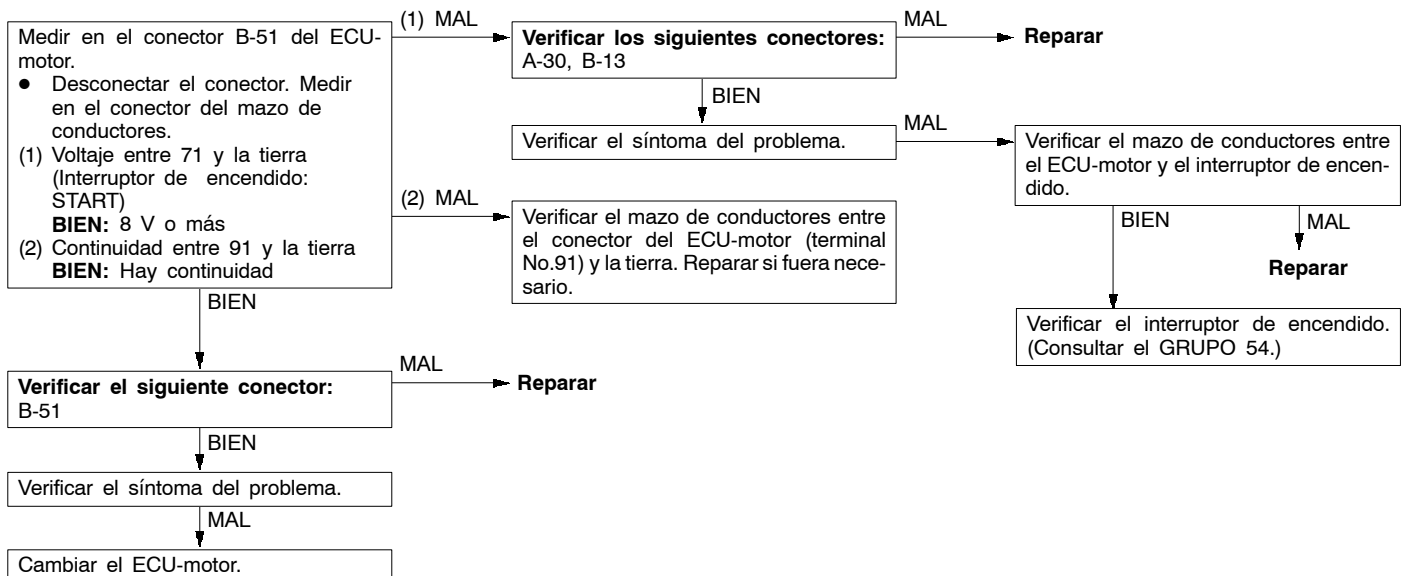 Medir en el conector B-51 del ECU-
motor.
● Desconectar el conector. Medir
en el conector del mazo de
conductores.
(1) Voltaje entre 71 y la tierra
(Interruptor de encendido:
START)
BIEN: 8 V o más
(2) Continuidad entre 91 y la tierra
BIEN: Hay continuidad
(1) MAL
Verificar los siguientes conectores:
A-30, B-13
MAL
Reparar
BIEN
Verificar el síntoma del problema.
MAL
Verificar el mazo de conductores entre
el ECU-motor y el interruptor de encen-
dido.
BIEN
MAL
Reparar
Verificar el interruptor de encendido.
(Consultar el GRUPO 54.)
(2) MAL
Verificar el mazo de conductores entre
el conector del ECU-motor (terminal
No.91) y la tierra. Reparar si fuera nece-
sario.
BIEN
Verificar el siguiente conector:
B-51
MAL
Reparar
BIEN
Verificar el síntoma del problema.
MAL
Cambiar el ECU-motor.